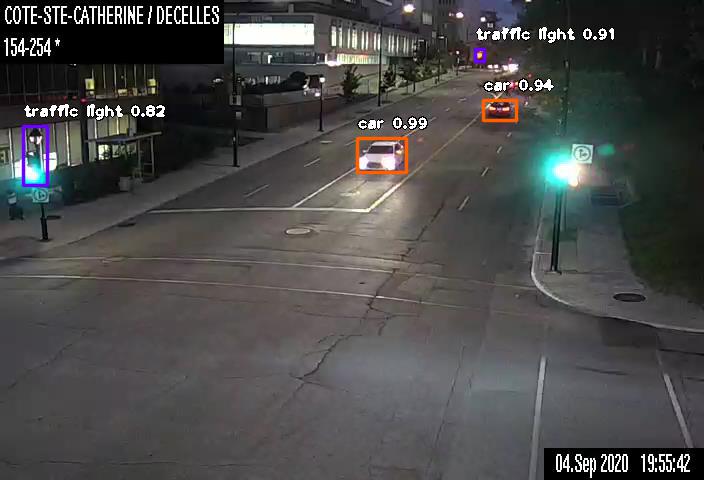 COTE-STE-CATHERINE / DECELLES
154-254 *
traffic light 0.91
car 0.94
traffic light 0.82
car 0.99
04.Sep 2020 19:55:42